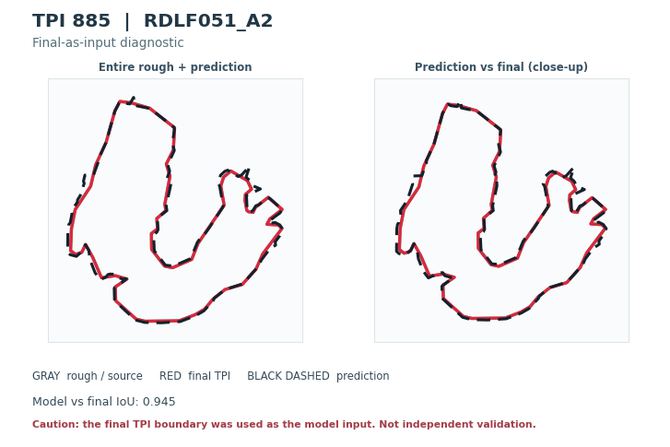 TPI 885 | RDLF051_A2
Final-as-input diagnostic
Entire rough + prediction
Prediction vs final (close-up)
GRAY rough / source RED final TPI BLACK DASHED prediction
Model vs final IoU: 0.945
Caution: the final TPI boundary was used as the model input. Not independent validation.